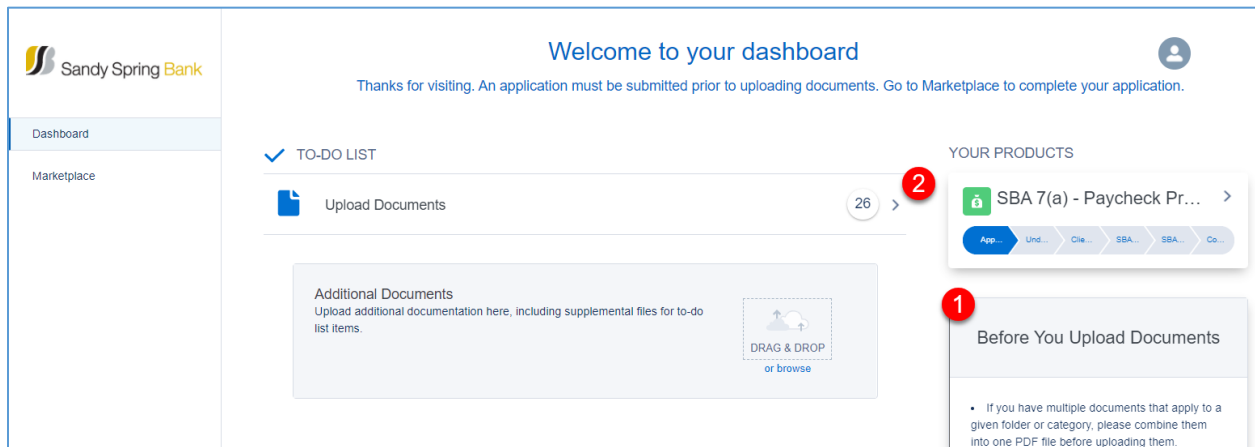 Sandy Spring Bank
Welcome to your dashboard
Thanks for visiting. An application must be submitted prior to uploading documents. Go to Marketplace to complete your application.
Dashboard
Marketplace
TO-DO LIST
Upload Documents
26
Additional Documents
Upload additional documentation here, including supplemental files for to-do
list items.
DRAG & DROP
or browse
YOUR PRODUCTS
2
SBA 7(a) - Paycheck Pr...
App... Und... Clie... SBA... SBA... Co...
1
Before You Upload Documents
• If you have multiple documents that apply to a
given folder or category, please combine them
into one PDF file before uploading them.